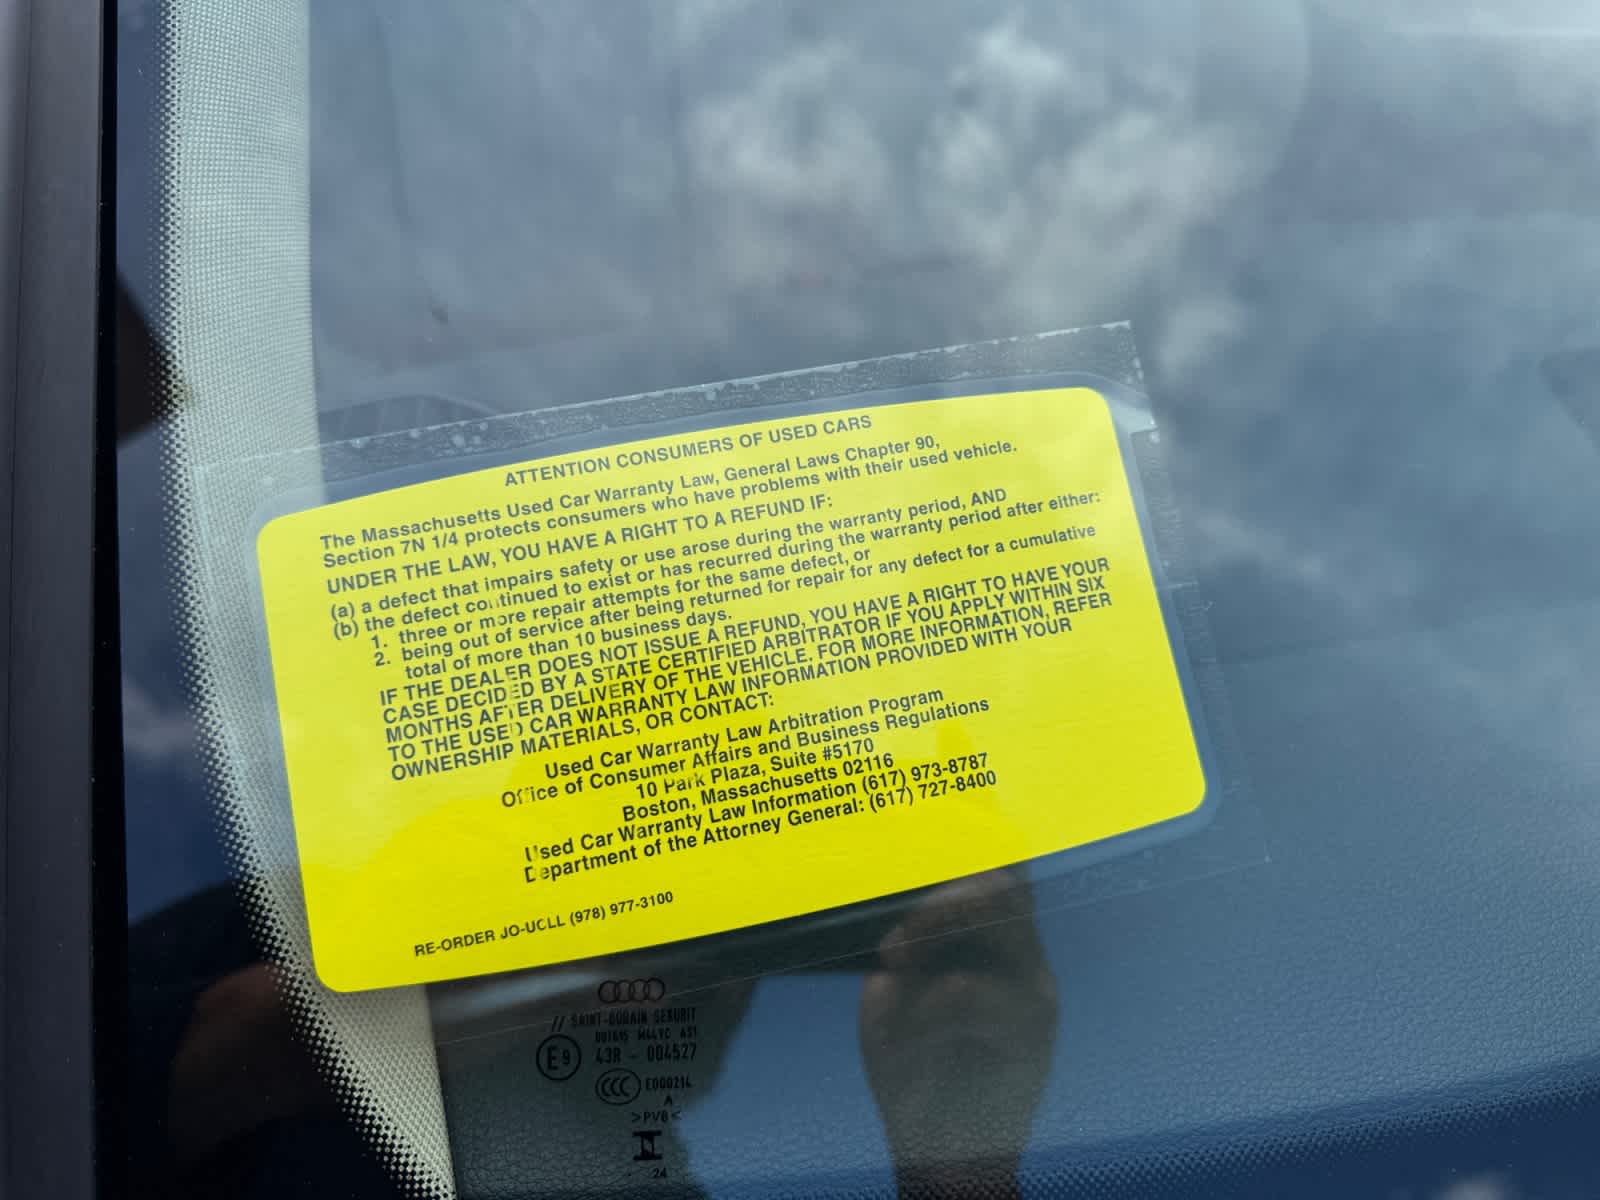 ATTENTION CONSUMERS OF USED CARS
The Massachusetts Used Car Warranty Law, General Laws Chapter 90,
Section 7N 1/4 protects consumers who have problems with their used vehicle.
UNDER THE LAW, YOU HAVE A RIGHT TO A REFUND IF:
(a) a defect that impairs safety or use arose during the warranty period, AND
(b) the defect continued to exist or has recurred during the warranty period after either:
1. three or more repair attempts for the same defect, or
2. being out of service after being returned for repair for any defect for a cumulative
total of more than 10 business days.
IF THE DEALER DOES NOT ISSUE A REFUND, YOU HAVE A RIGHT TO HAVE YOUR
CASE DECIDED BY A STATE CERTIFIED ARBITRATOR IF YOU APPLY WITHIN SIX
MONTHS AFTER DELIVERY OF THE VEHICLE. FOR MORE INFORMATION, REFER
TO THE USED CAR WARRANTY LAW INFORMATION PROVIDED WITH YOUR
OWNERSHIP MATERIALS, OR CONTACT:
Used Car Warranty Law Arbitration Program
Office of Consumer Affairs and Business Regulations
10 Park Plaza, Suite #5170
Boston, Massachusetts 02116
Used Car Warranty Law Information (617) 973-8787
Department of the Attorney General: (617) 727-8400
RE-ORDER JO-UCLL (978) 977-3100
// SAINT-GOBAIN SEKURIT
M44YC AS1
E9 43R - 004527
CCC E000214
A
>PVB<
24